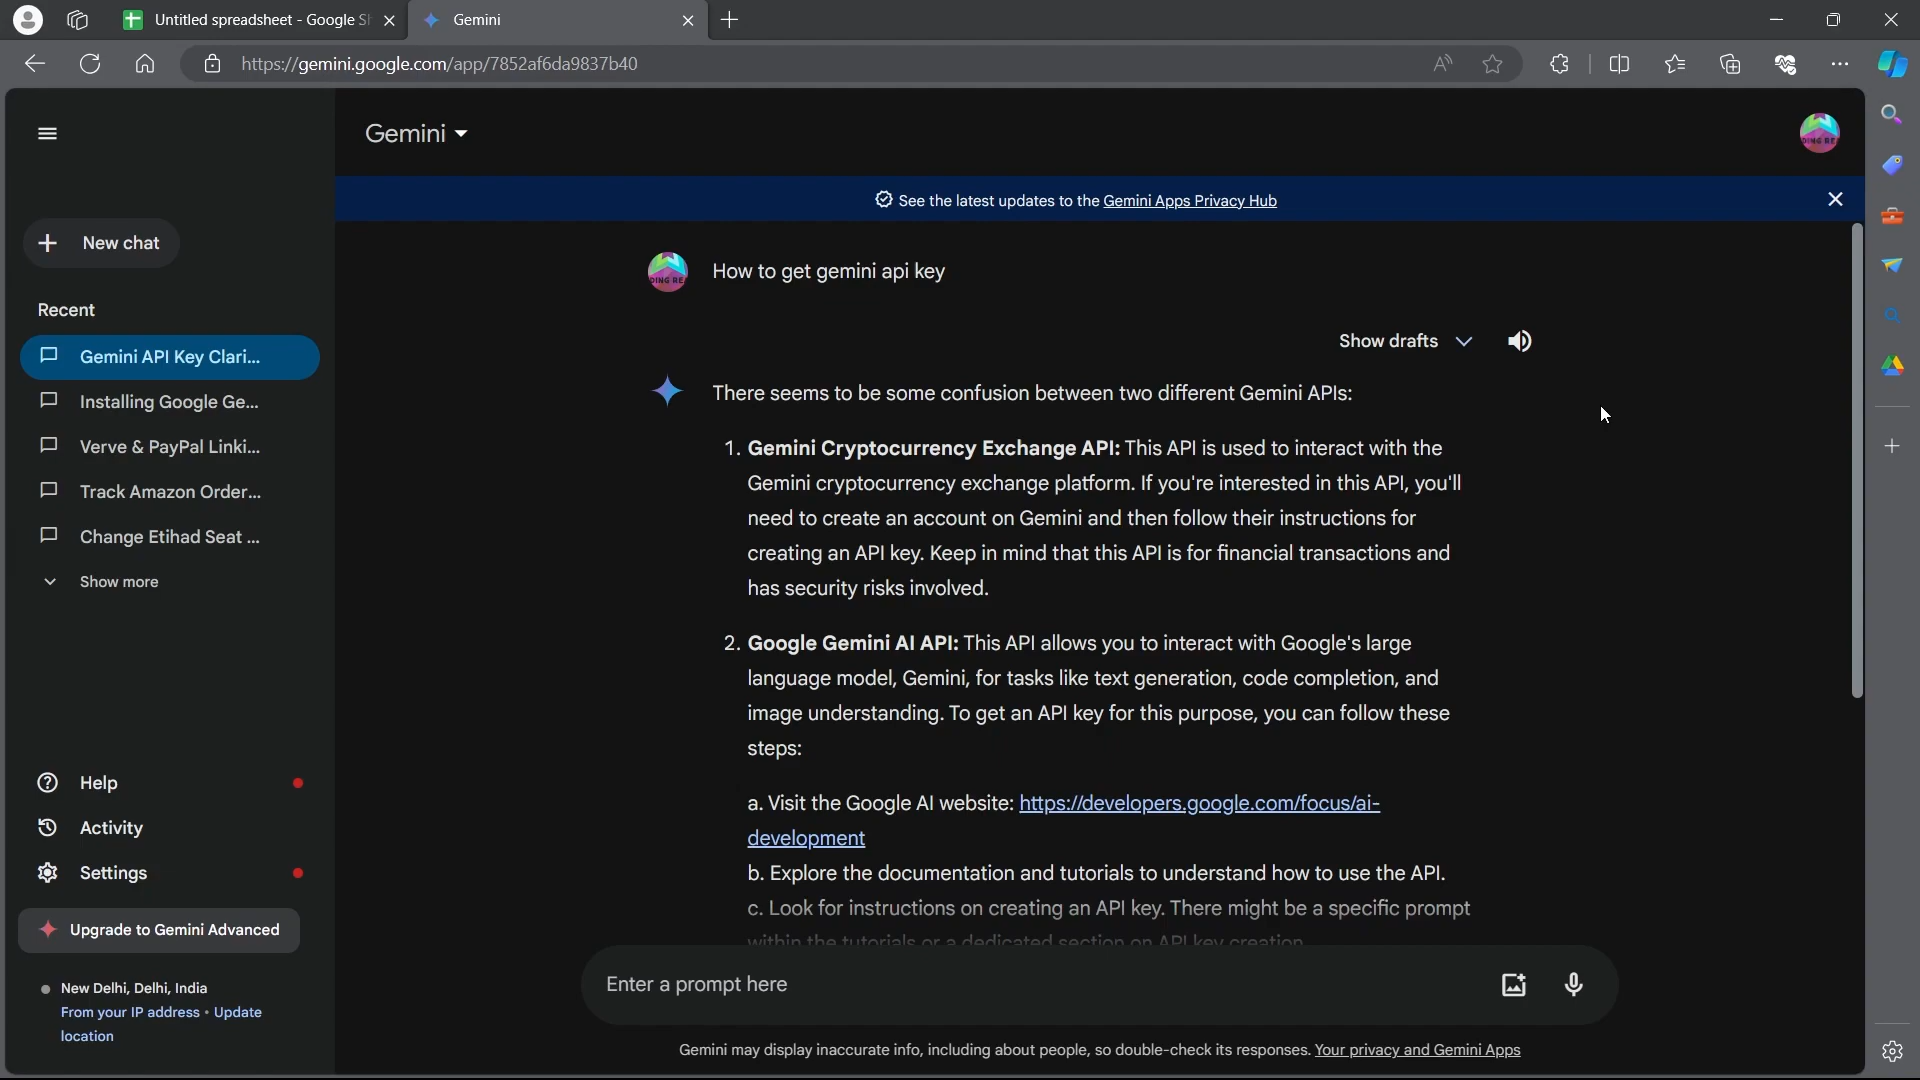 Untitled spreadsheet - Google Sh
Gemini
https://gemini.google.com/app/7852af6da9837b40
Gemini
See the latest updates to the Gemini Apps Privacy Hub
New chat
Recent
Gemini API Key Clari...
Installing Google Ge...
Verve & PayPal Linki...
Track Amazon Order...
Change Etihad Seat ...
Show more
Help
Activity
Settings
Upgrade to Gemini Advanced
New Delhi, Delhi, India
From your IP address • Update
location
How to get gemini api key
Show drafts
There seems to be some confusion between two different Gemini APIs:
1. Gemini Cryptocurrency Exchange API: This API is used to interact with the
Gemini cryptocurrency exchange platform. If you're interested in this API, you'll
need to create an account on Gemini and then follow their instructions for
creating an API key. Keep in mind that this API is for financial transactions and
has security risks involved.
2. Google Gemini AI API: This API allows you to interact with Google's large
language model, Gemini, for tasks like text generation, code completion, and
image understanding. To get an API key for this purpose, you can follow these
steps:
a. Visit the Google AI website: https://developers.google.com/focus/ai-
development
b. Explore the documentation and tutorials to understand how to use the API.
c. Look for instructions on creating an API key. There might be a specific prompt
within the tutorials or a dedicated section on API key creation.
Enter a prompt here
Gemini may display inaccurate info, including about people, so double-check its responses. Your privacy and Gemini Apps